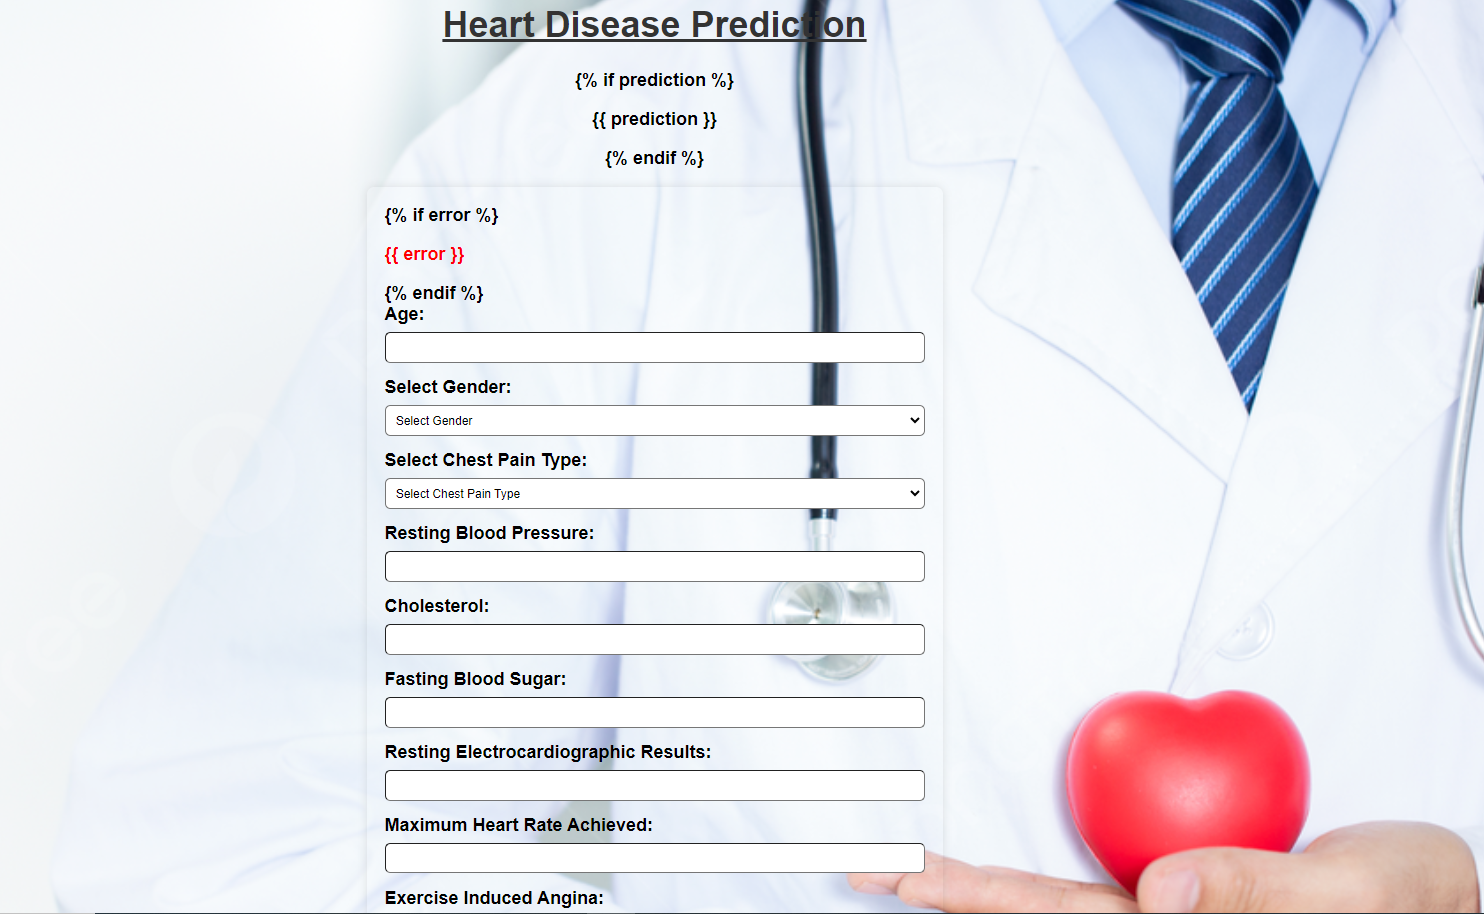 Heart Disease Prediction
{% if prediction %}
{{ prediction }}
{% endif %}
{% if error %}
{{ error }}
{% endif %}
Age:
Select Gender:
Select Gender
Select Chest Pain Type:
Select Chest Pain Type
Resting Blood Pressure:
Cholesterol:
Fasting Blood Sugar:
Resting Electrocardiographic Results:
Maximum Heart Rate Achieved:
Exercise Induced Angina: